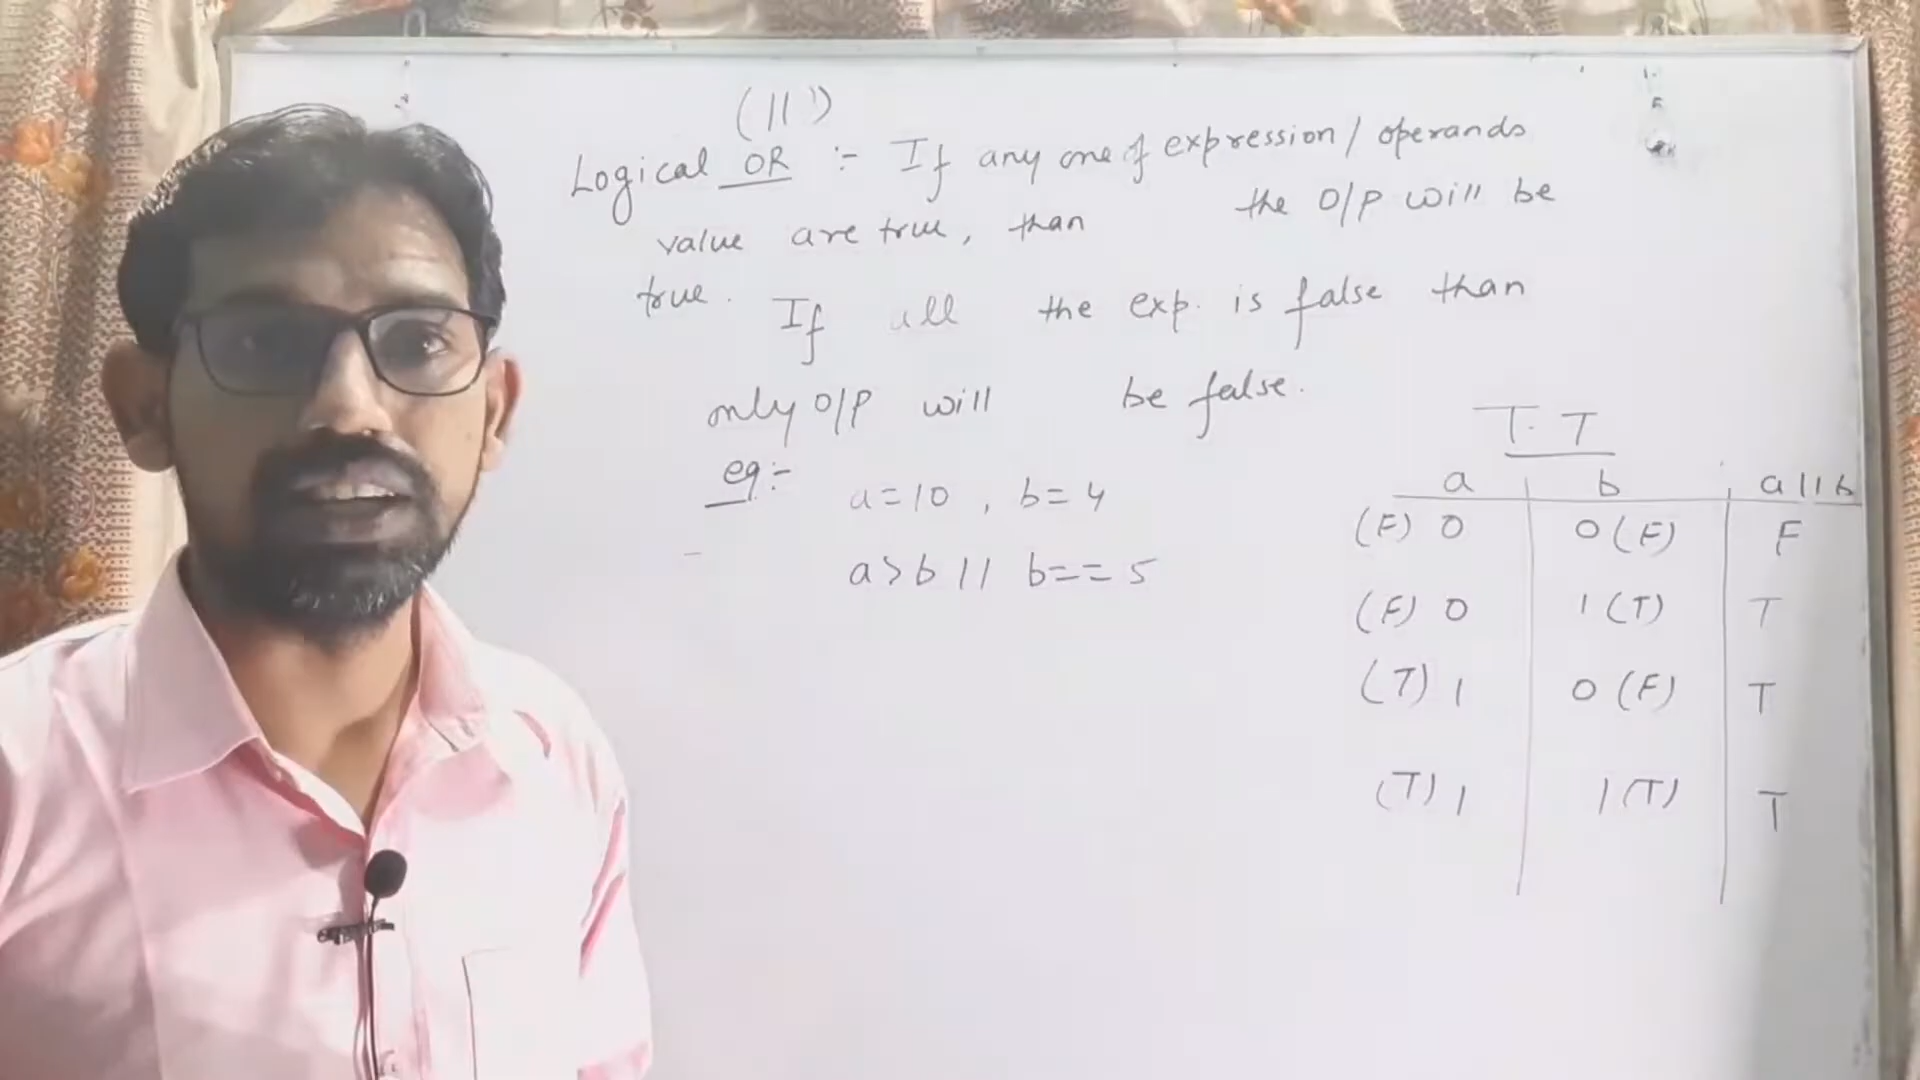 (||)
Logical OR :- If any one of expression/operands
value are true, than the O/P will be
true. If all the exp. is false than
only O/P will be false.
eg:- a=10, b=4
a>b || b==5
T.T
a b a||b
(F) 0 0 (F) F
(F) 0 1 (T) T
(T) 1 0 (F) T
(T) 1 1 (T) T